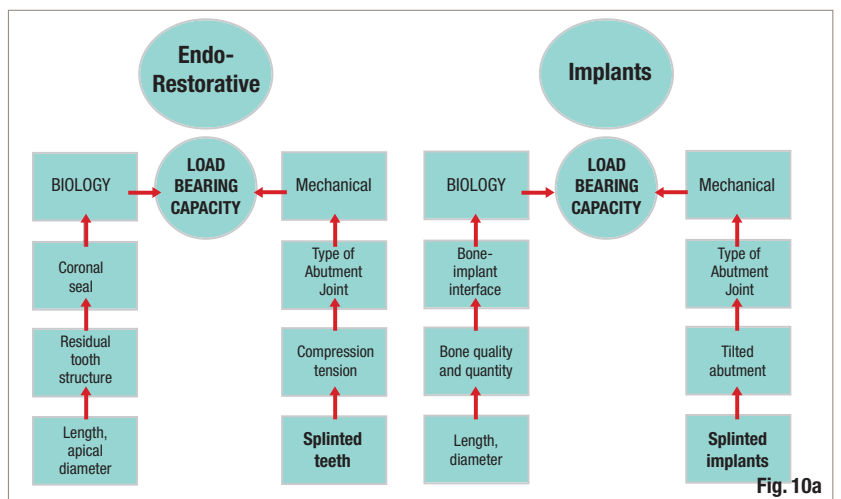 Endo-
Restorative
Implants
BIOLOGY
LOAD
BEARING
CAPACITY
Mechanical
BIOLOGY
LOAD
BEARING
CAPACITY
Mechanical
Coronal
seal
Type of
Abutment
Joint
Bone-
implant
interface
Type of
Abutment
Joint
Residual
tooth
structure
Compression
tension
Bone quality
and quantity
Tilted
abutment
Length,
apical
diameter
Splinted
teeth
Length,
diameter
Splinted
implants
Fig. 10a